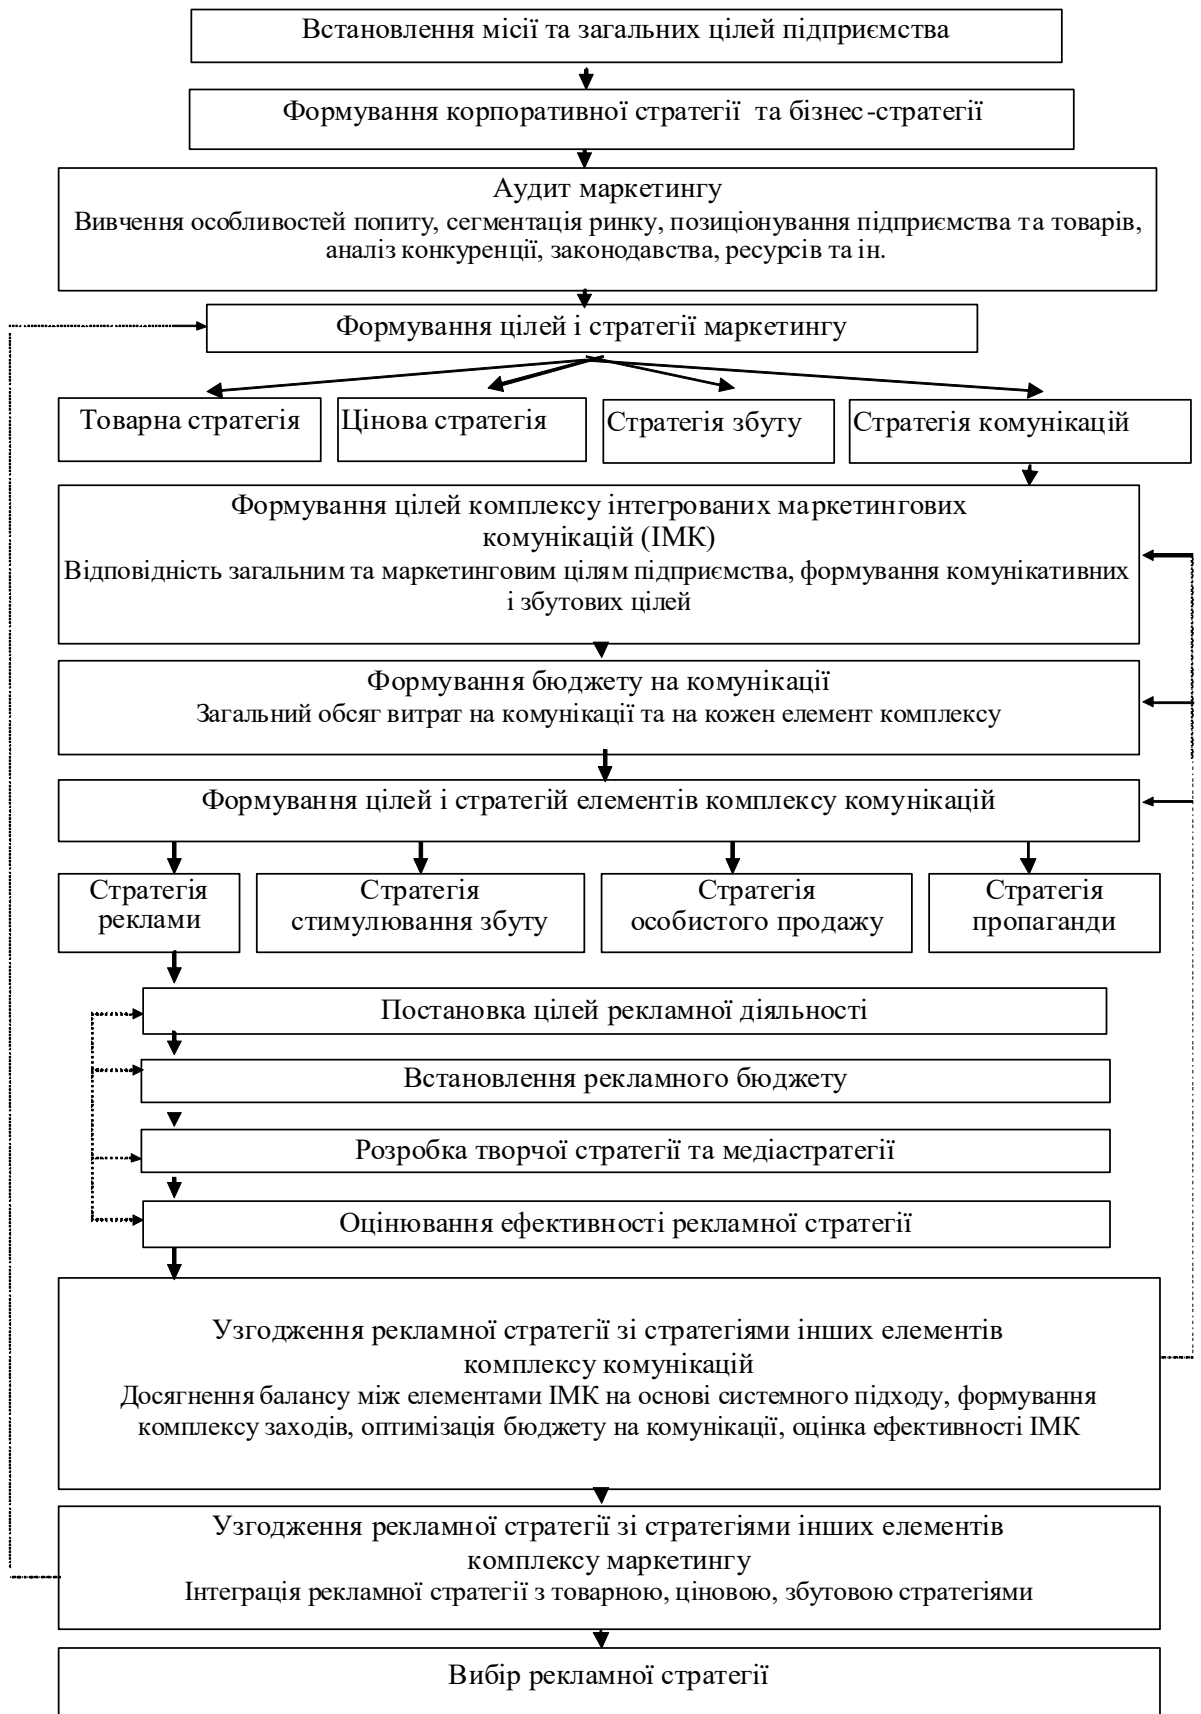 Встановлення місії та загальних цілей підприємства
Формування корпоративної стратегії та бізнес-стратегії
Аудит маркетингу
Вивчення особливостей попиту, сегментація ринку, позиціонування підприємства та товарів,
аналіз конкуренції, законодавства, ресурсів та ін.
Формування цілей і стратегії маркетингу
Товарна стратегія
Цінова стратегія
Стратегія збуту
Стратегія комунікацій
Формування цілей комплексу інтегрованих маркетингових
комунікацій (ІМК)
Відповідність загальним та маркетинговим цілям підприємства, формування комунікативних
і збутових цілей
Формування бюджету на комунікації
Загальний обсяг витрат на комунікації та на кожен елемент комплексу
Формування цілей і стратегій елементів комплексу комунікацій
Стратегія
реклами
Стратегія
стимулювання збуту
Стратегія
особистого продажу
Стратегія
пропаганди
Постановка цілей рекламної діяльності
Встановлення рекламного бюджету
Розробка творчої стратегії та медіастратегії
Оцінювання ефективності рекламної стратегії
Узгодження рекламної стратегії зі стратегіями інших елементів
комплексу комунікацій
Досягнення балансу між елементами ІМК на основі системного підходу, формування
комплексу заходів, оптимізація бюджету на комунікації, оцінка ефективності ІМК
Узгодження рекламної стратегії зі стратегіями інших елементів
комплексу маркетингу
Інтеграція рекламної стратегії з товарною, ціновою, збутовою стратегіями
Вибір рекламної стратегії